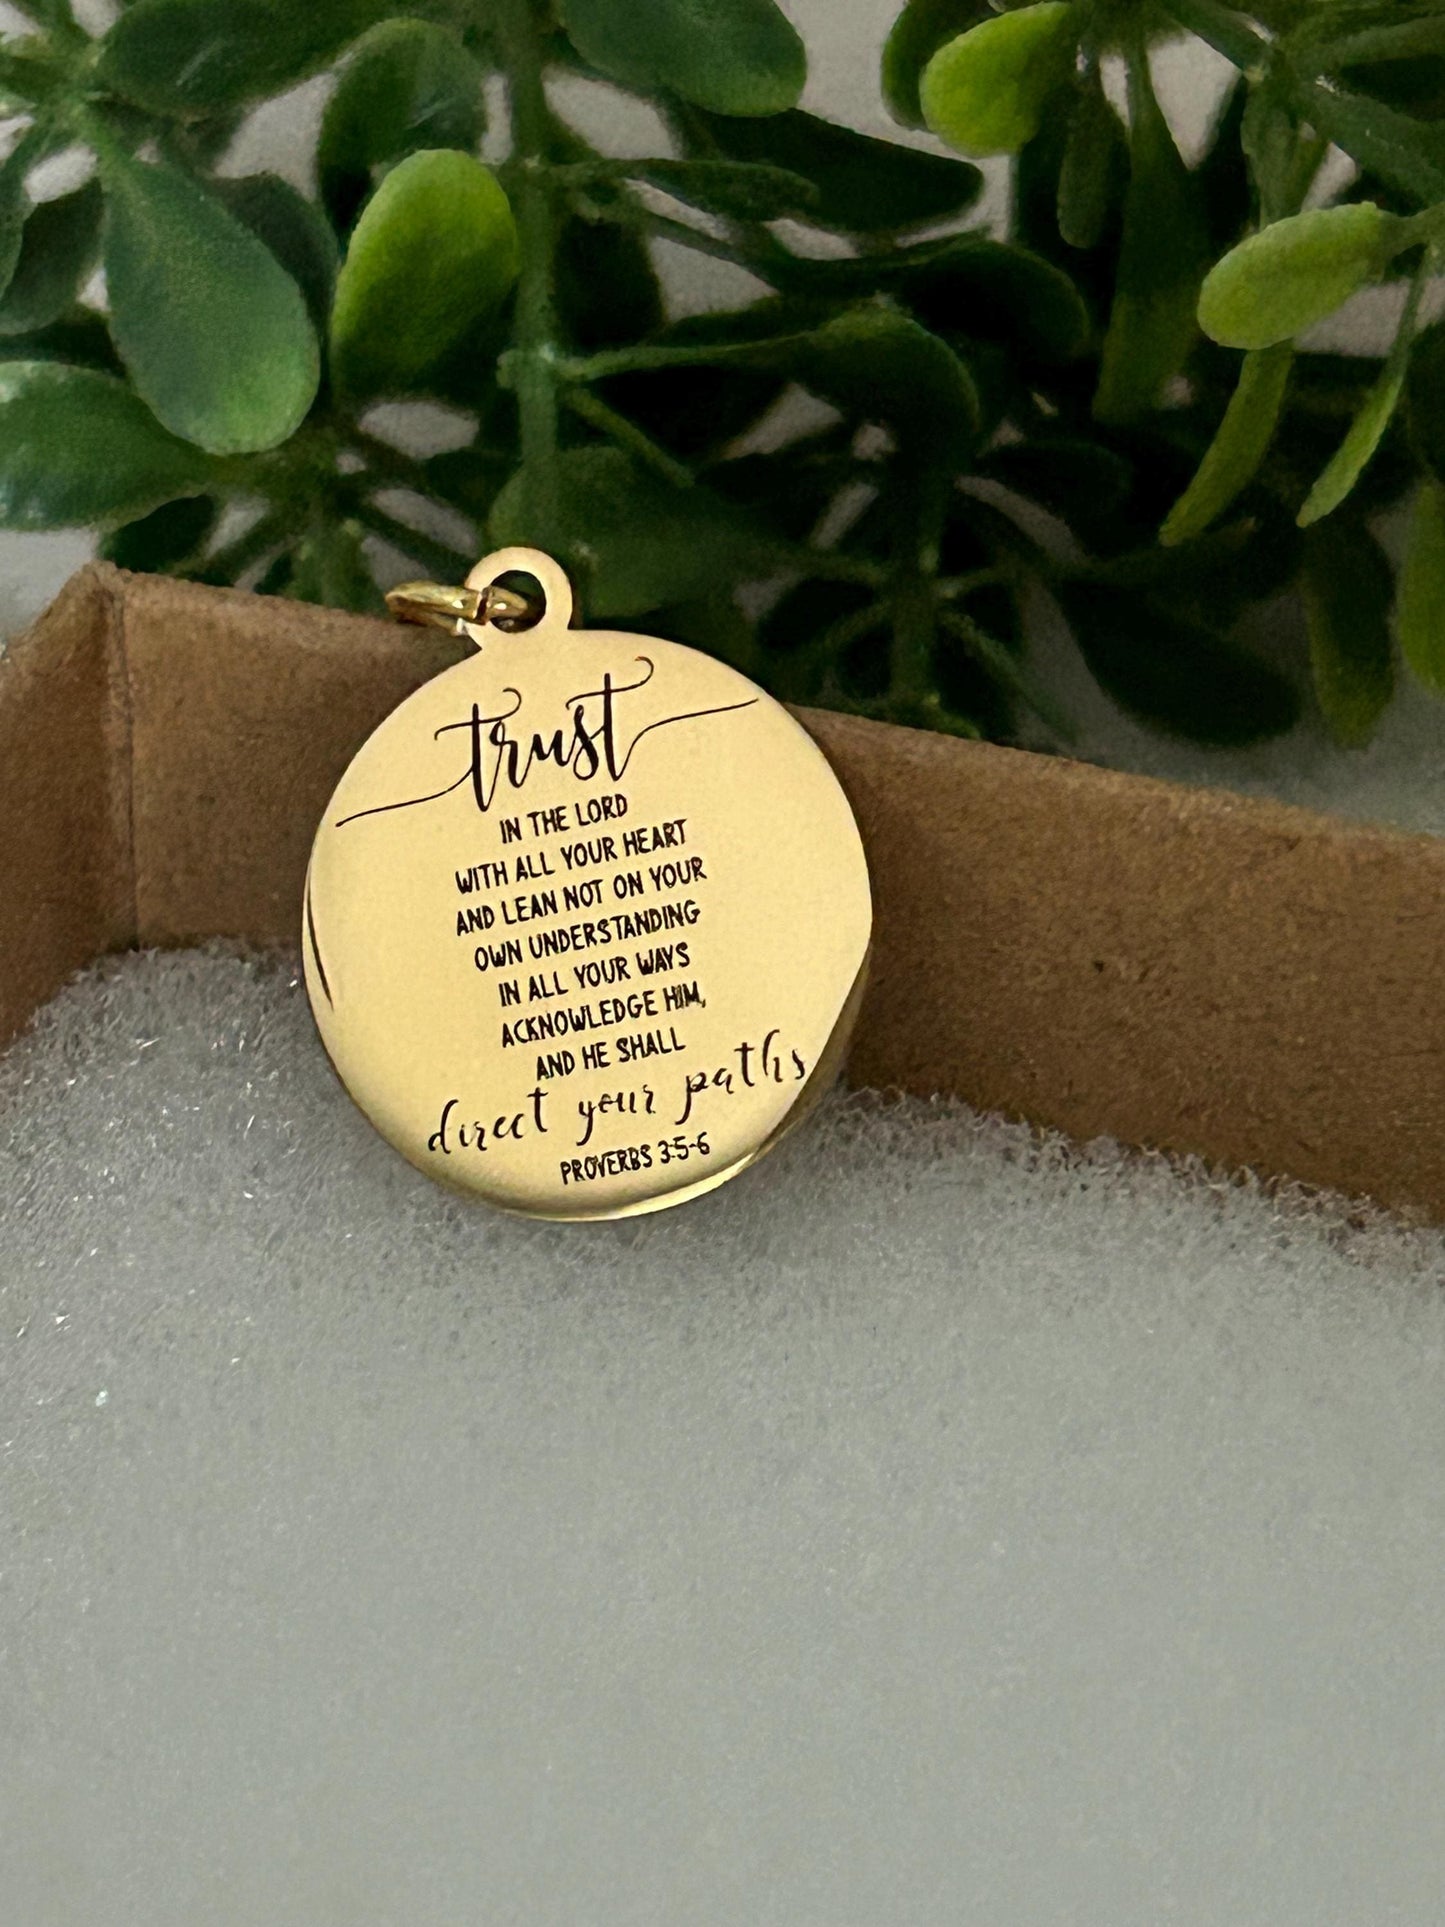 trust
IN THE LORD
WITH ALL YOUR HEART
AND LEAN NOT ON YOUR
OWN UNDERSTANDING
IN ALL YOUR WAYS
ACKNOWLEDGE HIM,
AND HE SHALL
direct your paths
PROVERBS 3:5-6